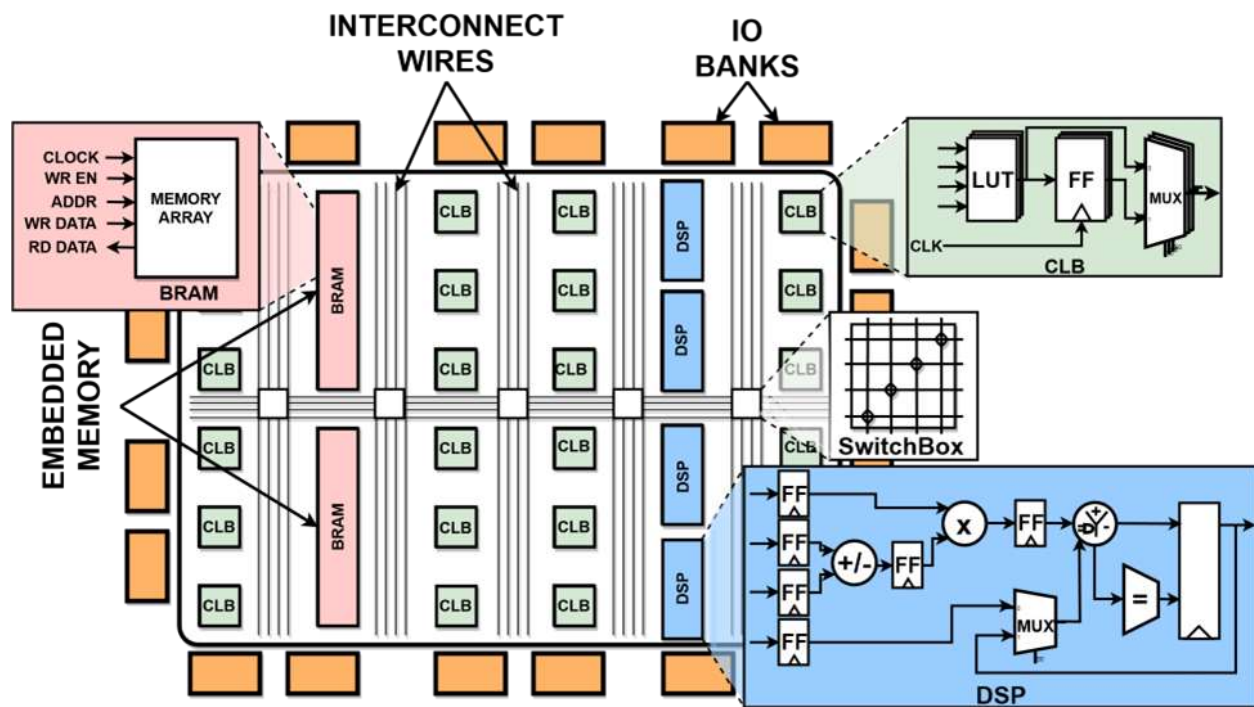 INTERCONNECT
WIRES
IO
BANKS
CLOCK
WR EN
ADDR
WR DATA
RD DATA
MEMORY
ARRAY
BRAM
LUT
FF
MUX
CLK
CLB
EMBEDDED
MEMORY
BRAM
CLB
CLB
DSP
CLB
CLB
CLB
DSP
CLB
CLB
CLB
CLB
CLB
SwitchBox
BRAM
CLB
CLB
CLB
DSP
CLB
CLB
CLB
CLB
DSP
CLB
CLB
CLB
FF
FF
FF
FF
+/-
FF
X
FF
+
-
MUX
=
DSP